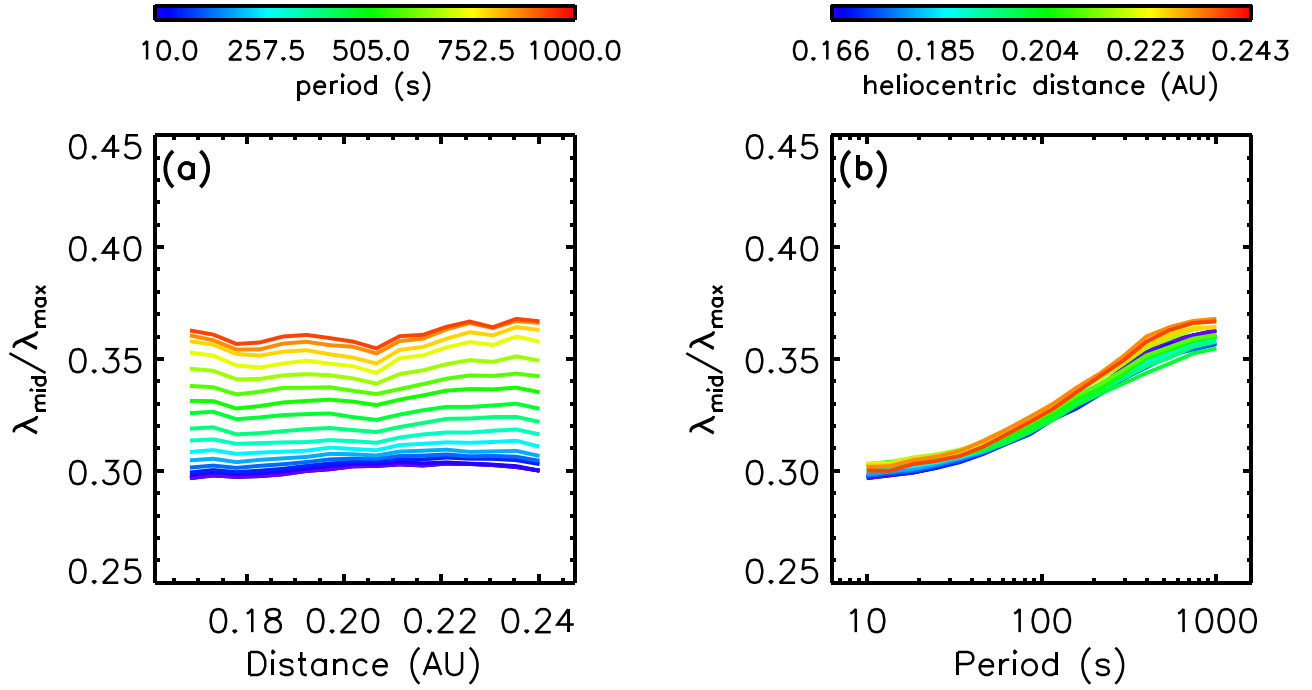 10.0 257.5 505.0 752.5 1000.0
period (s)
0.166 0.185 0.204 0.223 0.243
heliocentric distance (AU)
(a)
0.45
0.40
0.35
0.30
0.25
λmid/λmax
0.18 0.20 0.22 0.24
Distance (AU)
(b)
0.45
0.40
0.35
0.30
0.25
λmid/λmax
10 100 1000
Period (s)